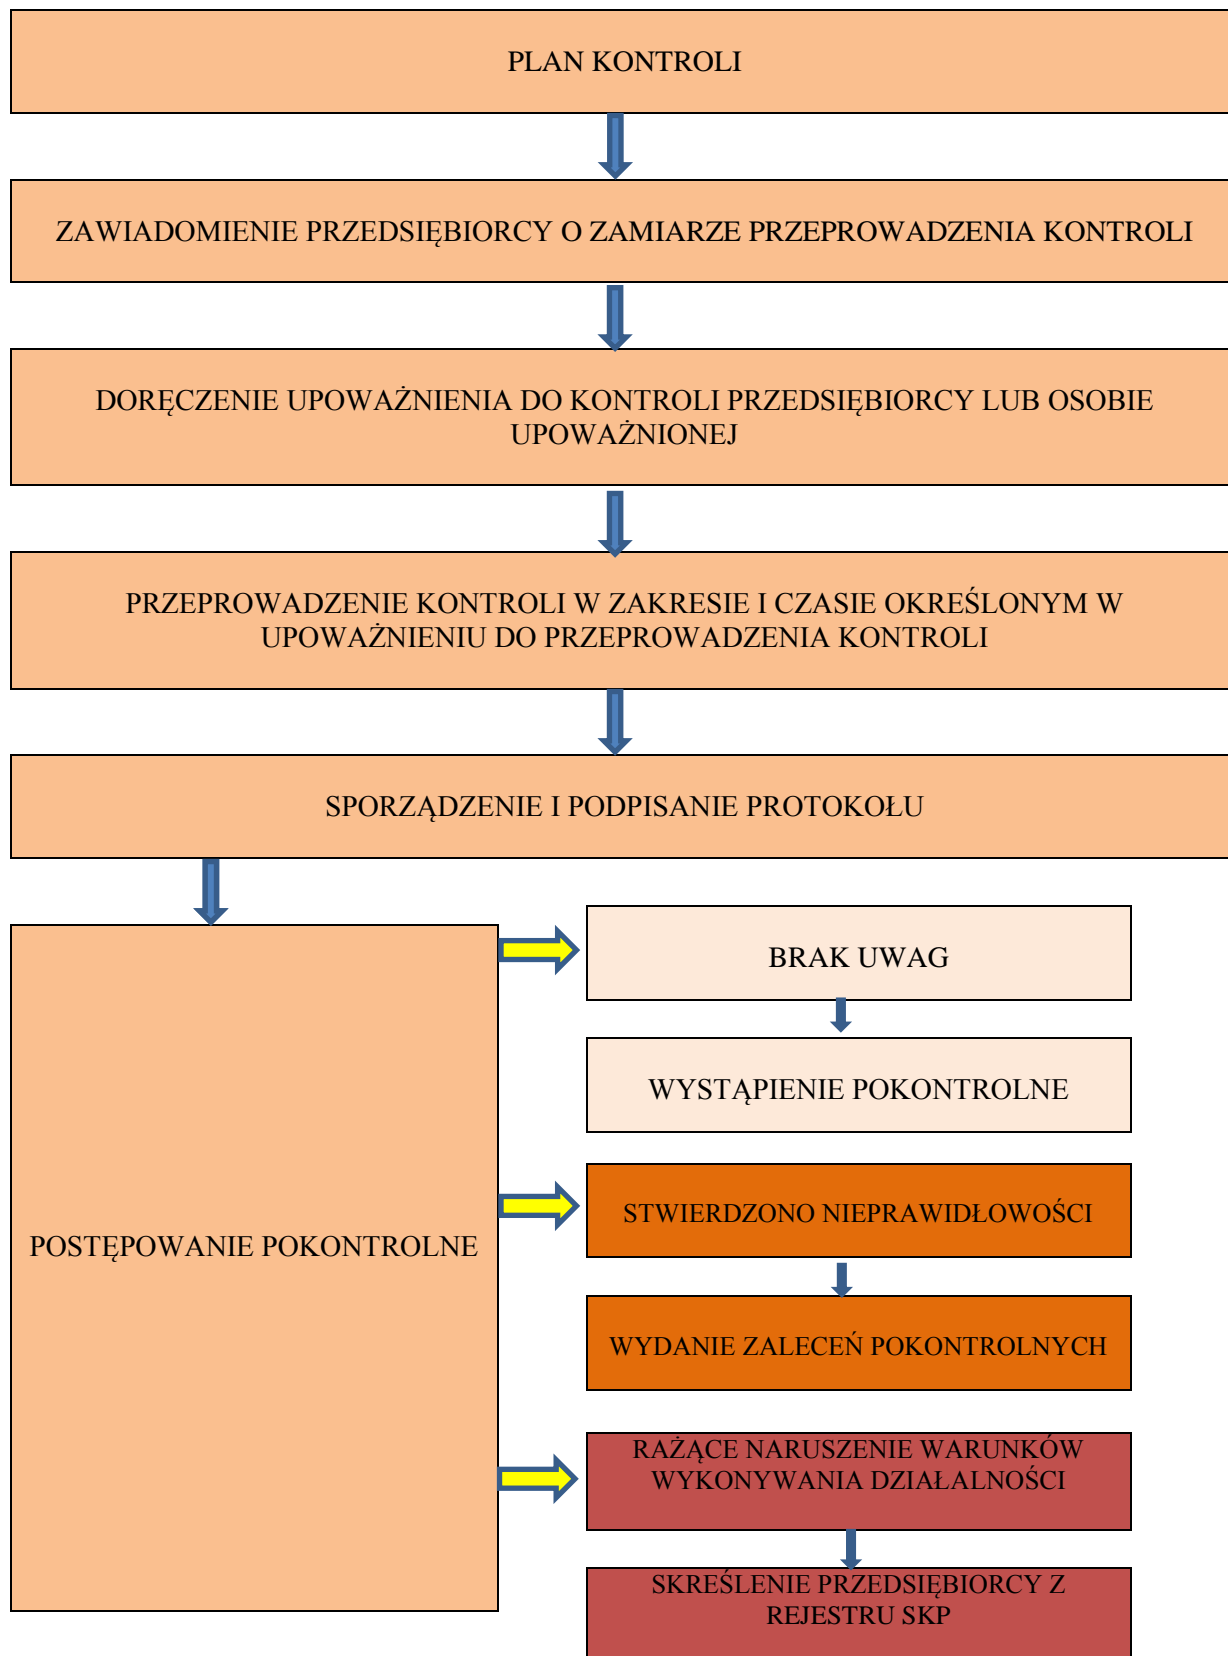 PLAN KONTROLI
ZAWIADOMIENIE PRZEDSIĘBIORCY O ZAMIARZE PRZEPROWADZENIA KONTROLI
DORĘCZENIE UPOWAŻNIENIA DO KONTROLI PRZEDSIĘBIORCY LUB OSOBIE
UPOWAŻNIONEJ
PRZEPROWADZENIE KONTROLI W ZAKRESIE I CZASIE OKREŚLONYM W
UPOWAŻNIENIU DO PRZEPROWADZENIA KONTROLI
SPORZĄDZENIE I PODPISANIE PROTOKOŁU
POSTĘPOWANIE POKONTROLNE
BRAK UWAG
WYSTĄPIENIE POKONTROLNE
STWIERDZONO NIEPRAWIDŁOWOŚCI
WYDANIE ZALECEŃ POKONTROLNYCH
RAŻĄCE NARUSZENIE WARUNKÓW
WYKONYWANIA DZIAŁALNOŚCI
SKREŚLENIE PRZEDSIĘBIORCY Z
REJESTRU SKP